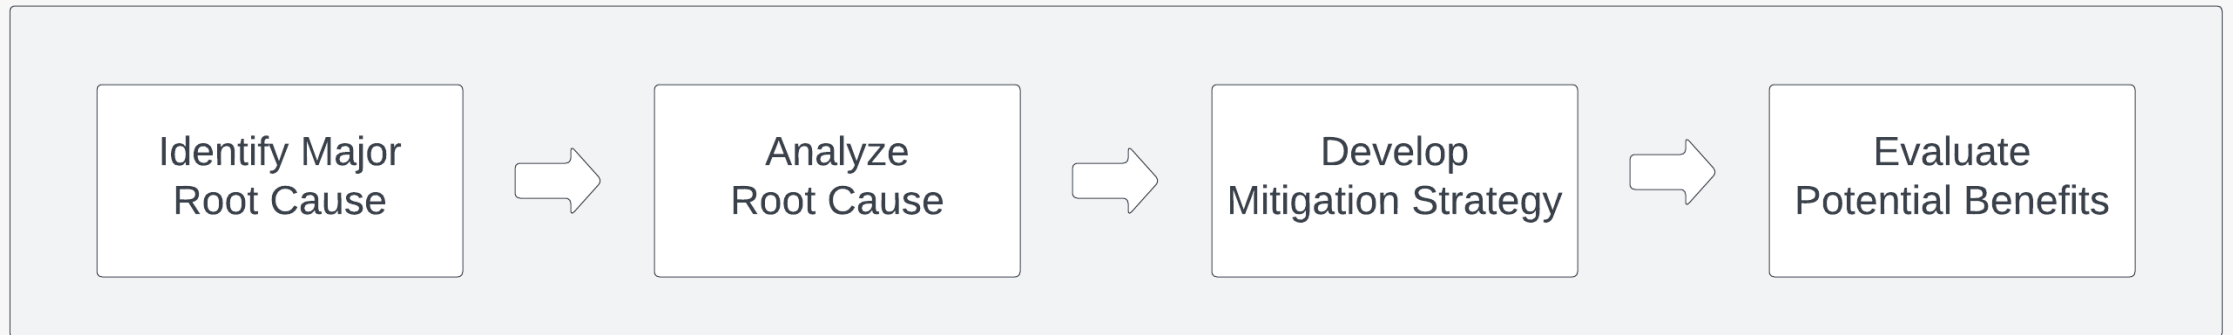 Identify Major
Root Cause
Analyze
Root Cause
Develop
Mitigation Strategy
Evaluate
Potential Benefits